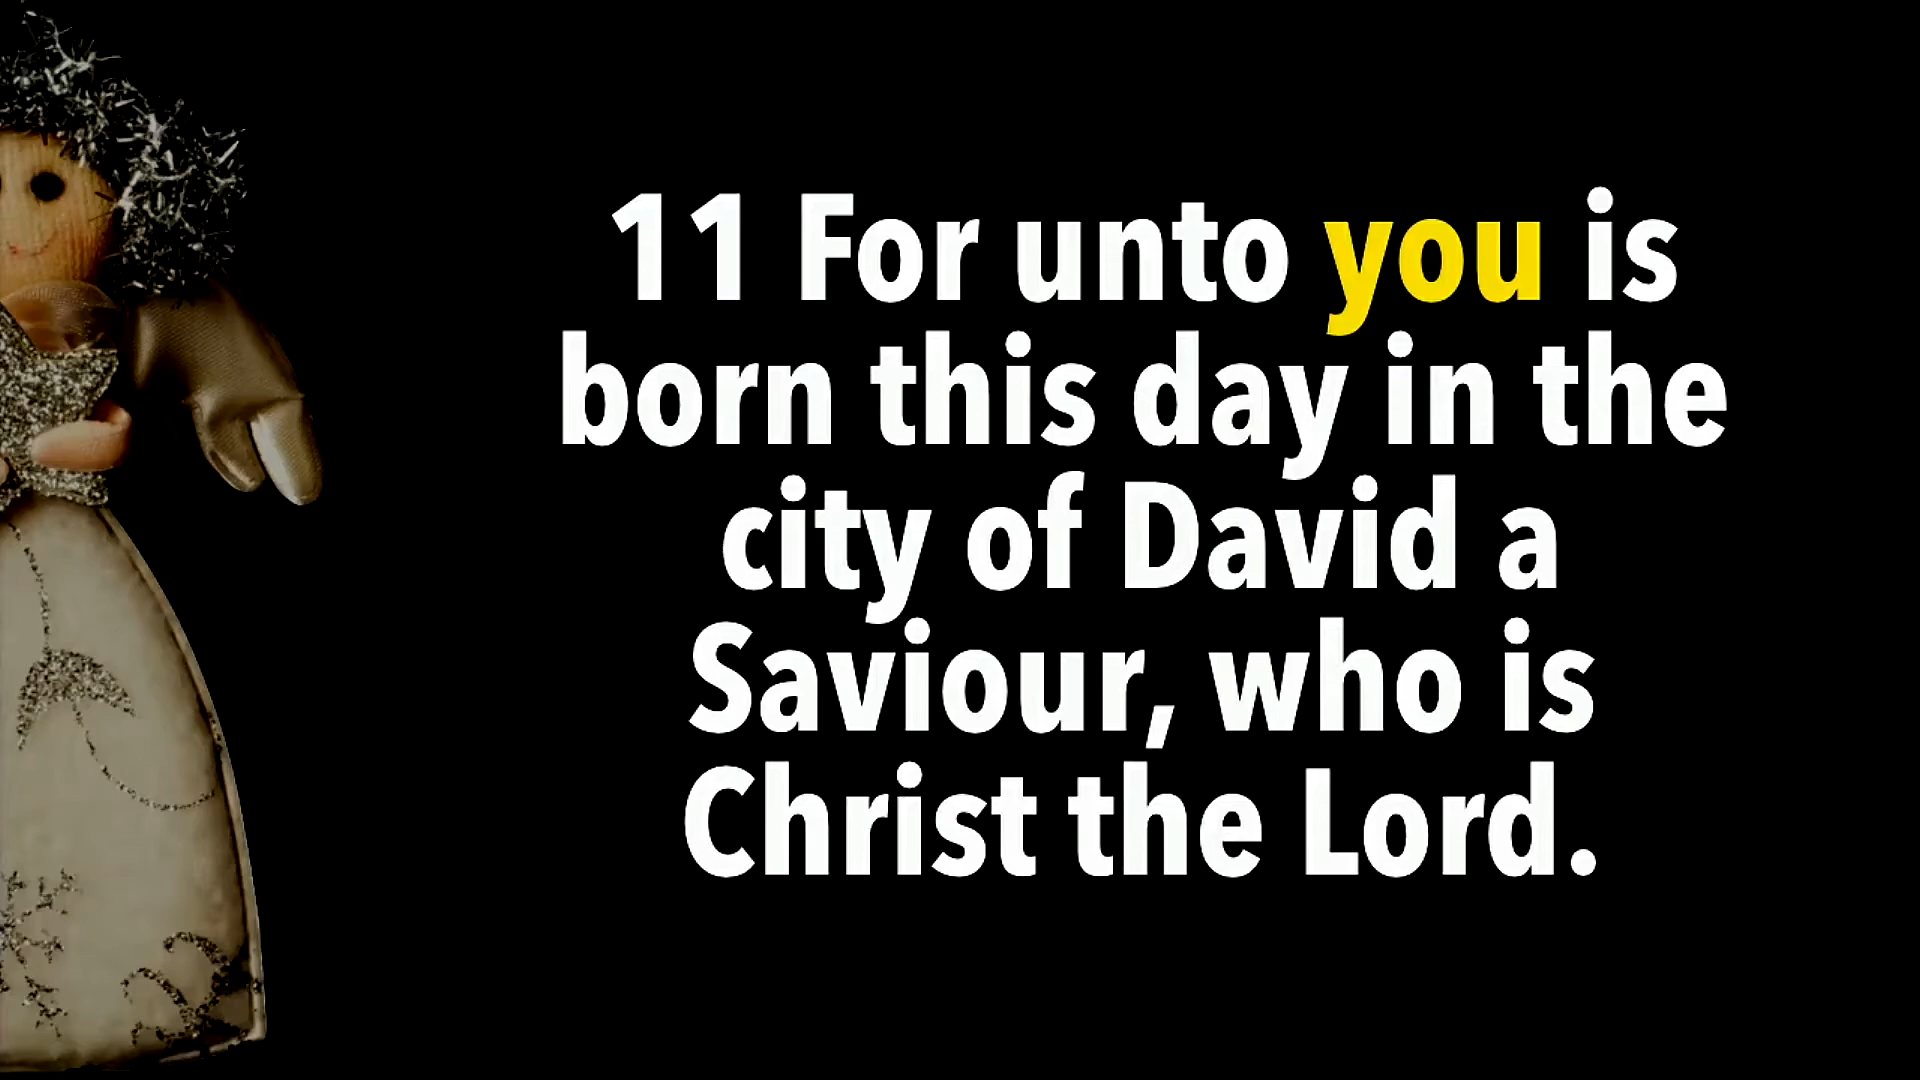 11 For unto you is
born this day in the
city of David a
Saviour, who is
Christ the Lord.